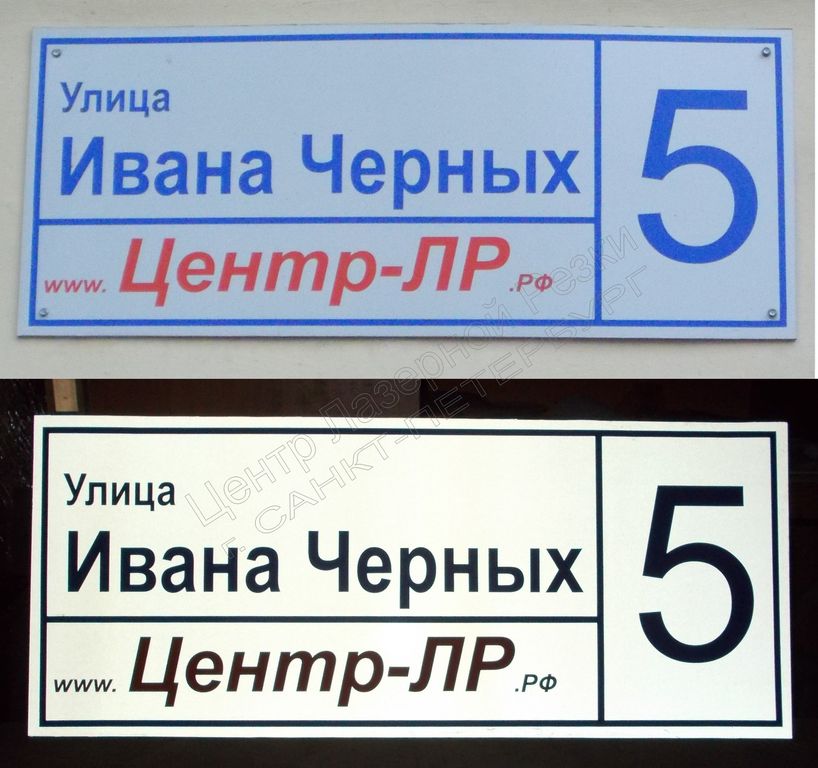 Улица
Ивана Черных
5
www. Центр-ЛР .РФ
Центр Лазерной Резки
г. САНКТ-ПЕТЕРБУРГ
Улица
Ивана Черных
5
www. Центр-ЛР .РФ